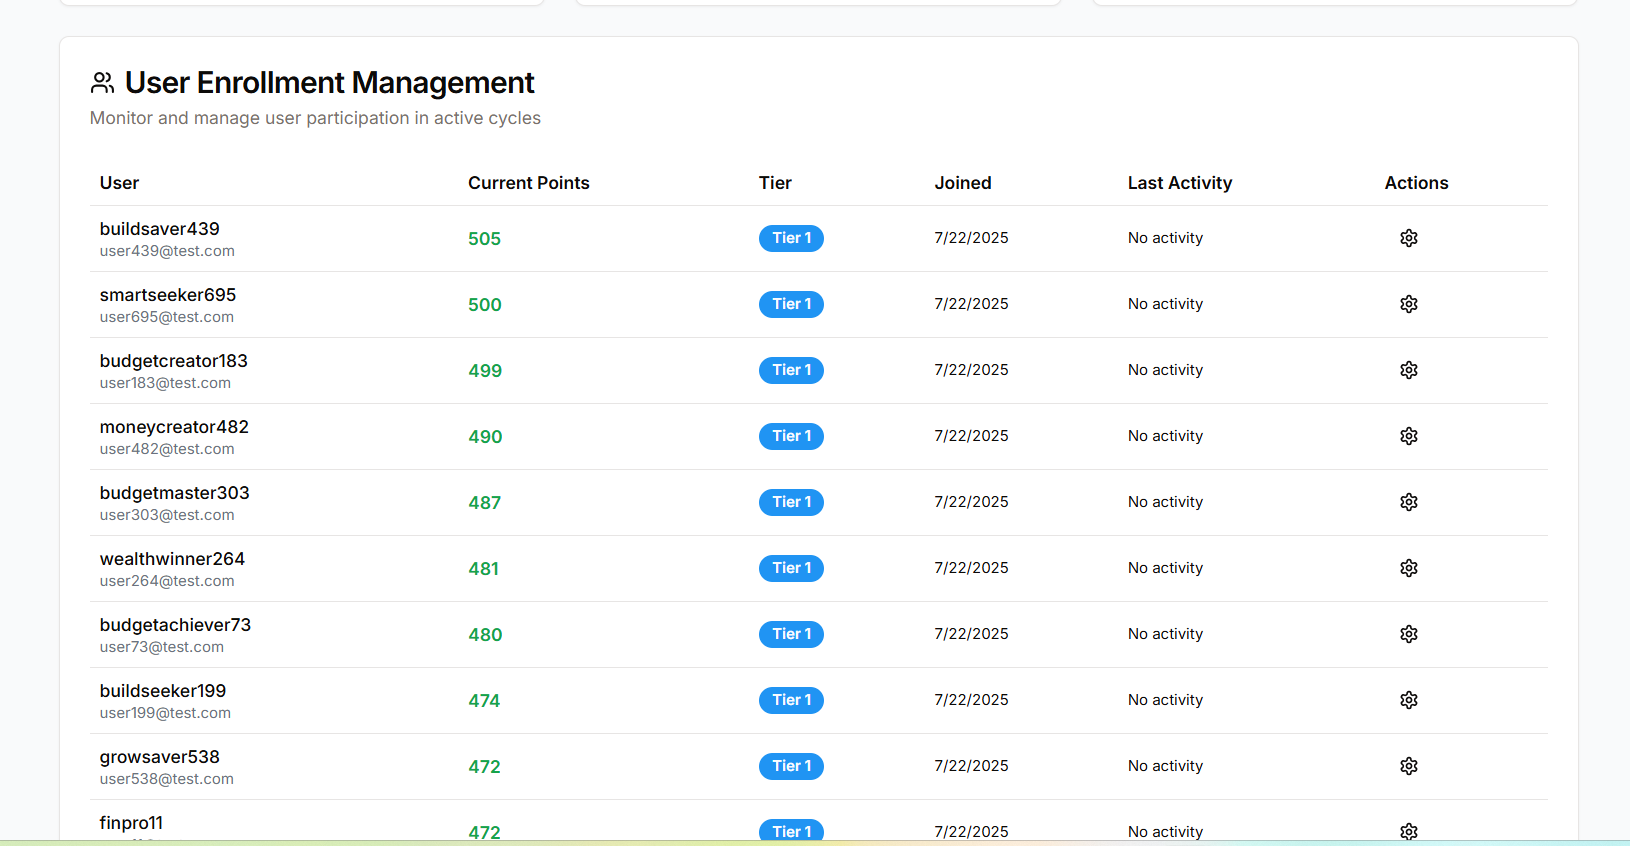 User Enrollment Management
Monitor and manage user participation in active cycles
User Current Points Tier Joined Last Activity Actions
buildsaver439
user439@test.com
505 Tier 1 7/22/2025 No activity
smartseeker695
user695@test.com
500 Tier 1 7/22/2025 No activity
budgetcreator183
user183@test.com
499 Tier 1 7/22/2025 No activity
moneycreator482
user482@test.com
490 Tier 1 7/22/2025 No activity
budgetmaster303
user303@test.com
487 Tier 1 7/22/2025 No activity
wealthwinner264
user264@test.com
481 Tier 1 7/22/2025 No activity
budgetachiever73
user73@test.com
480 Tier 1 7/22/2025 No activity
buildseeker199
user199@test.com
474 Tier 1 7/22/2025 No activity
growsaver538
user538@test.com
472 Tier 1 7/22/2025 No activity
finpro11
472 Tier 1 7/22/2025 No activity